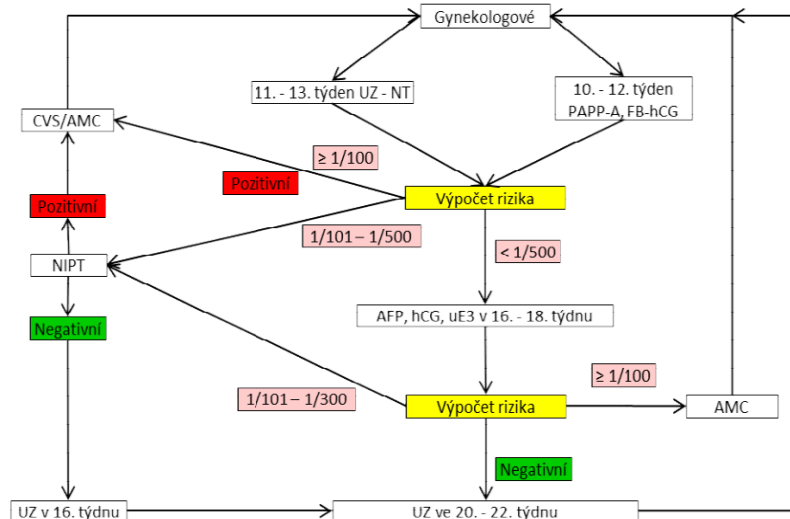 Gynekologové
11. - 13. týden UZ - NT
10. - 12. týden
PAPP-A, FB-hCG
CVS/AMC
≥ 1/100
Pozitivní
Pozitivní
Výpočet rizika
1/101 – 1/500
< 1/500
NIPT
AFP, hCG, uE3 v 16. - 18. týdnu
Negativní
≥ 1/100
1/101 – 1/300
Výpočet rizika
AMC
Negativní
UZ v 16. týdnu
UZ ve 20. - 22. týdnu